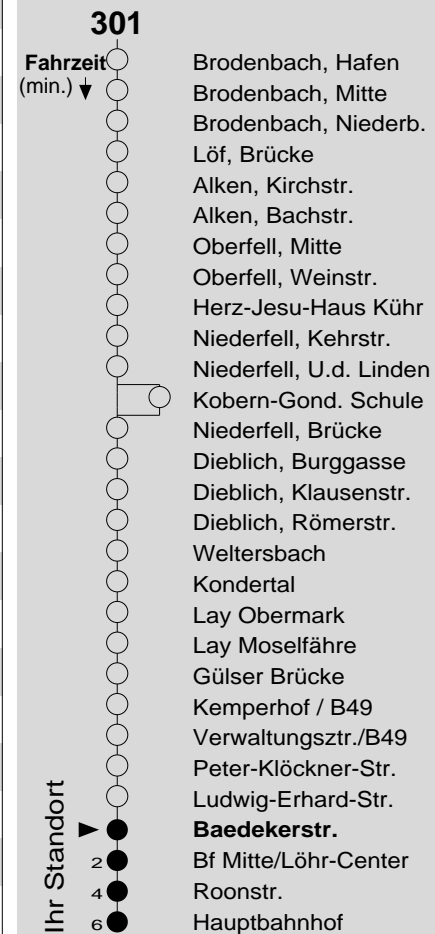 301
Fahrzeit
(min.)
Brodenbach, Hafen
Brodenbach, Mitte
Brodenbach, Niederb.
Löf, Brücke
Alken, Kirchstr.
Alken, Bachstr.
Oberfell, Mitte
Oberfell, Weinstr.
Herz-Jesu-Haus Kühr
Niederfell, Kehrstr.
Niederfell, U.d. Linden
Kobern-Gond. Schule
Niederfell, Brücke
Dieblich, Burggasse
Dieblich, Klausenstr.
Dieblich, Römerstr.
Weltersbach
Kondertal
Lay Obermark
Lay Moselfähre
Gülser Brücke
Kemperhof / B49
Verwaltungsztr./B49
Peter-Klöckner-Str.
Ludwig-Erhard-Str.
Ihr Standort
Baedekerstr.
2 Bf Mitte/Löhr-Center
4 Roonstr.
6 Hauptbahnhof